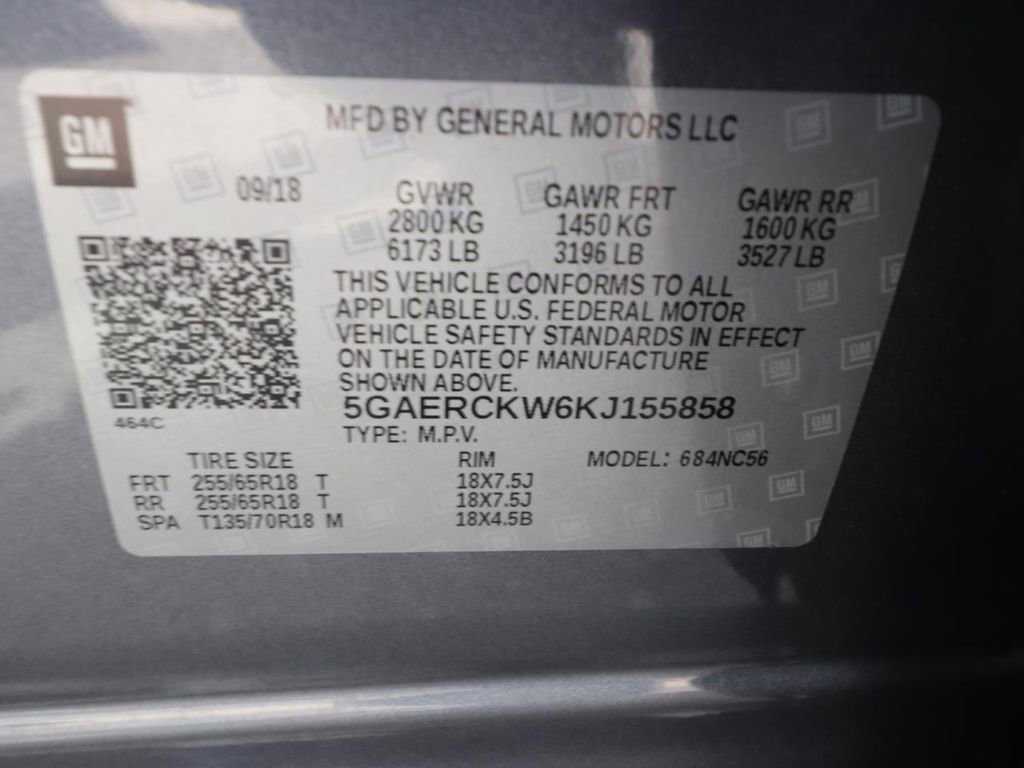 GM
MFD BY GENERAL MOTORS LLC
09/18 GVWR GAWR FRT GAWR RR
2800 KG 1450 KG 1600 KG
6173 LB 3196 LB 3527 LB
THIS VEHICLE CONFORMS TO ALL
APPLICABLE U.S. FEDERAL MOTOR
VEHICLE SAFETY STANDARDS IN EFFECT
ON THE DATE OF MANUFACTURE
SHOWN ABOVE.
464C
5GAERCKW6KJ155858
TYPE: M.P.V.
TIRE SIZE RIM MODEL: 684NC56
FRT 255/65R18 T 18X7.5J
RR 255/65R18 T 18X7.5J
SPA T135/70R18 M 18X4.5B